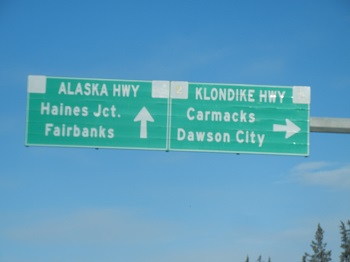 ALASKA HWY
Haines Jct.
Fairbanks
KLONDIKE HWY
Carmacks
Dawson City